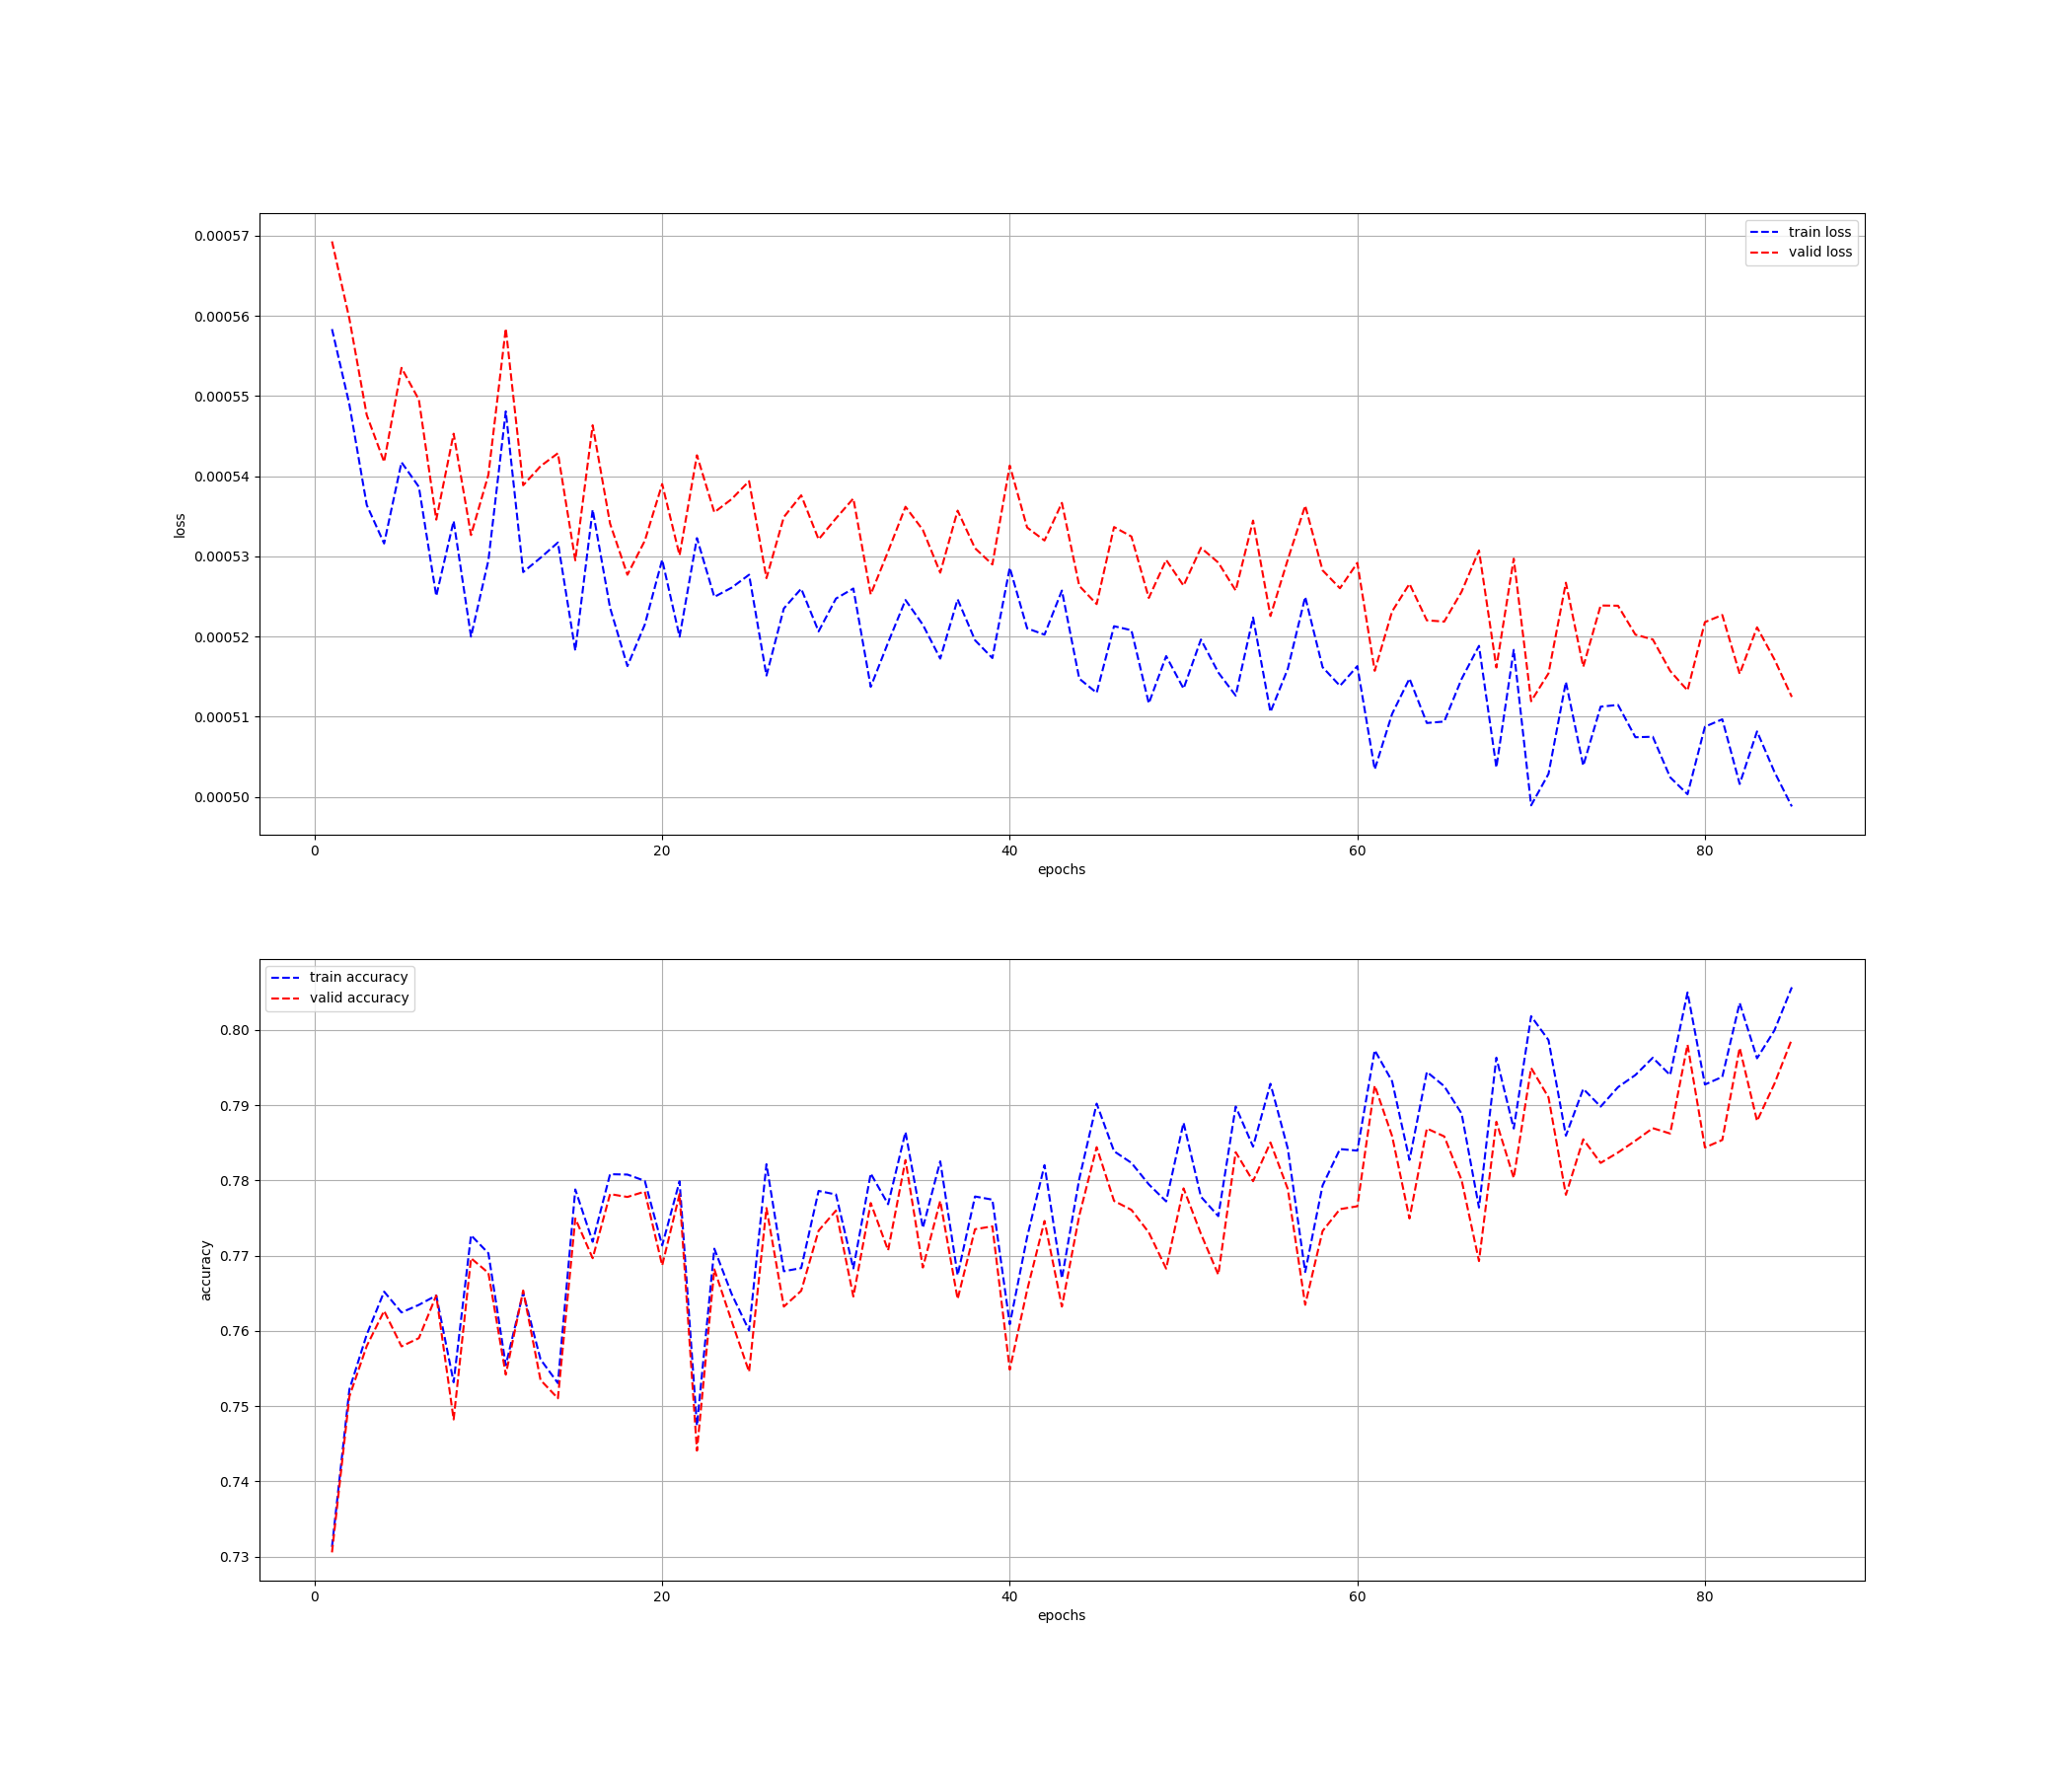 0.00057
0.00056
0.00055
0.00054
0.00053
0.00052
0.00051
0.00050
loss
train loss
valid loss
0 20 40 60 80
epochs
train accuracy
valid accuracy
0.80
0.79
0.78
0.77
0.76
0.75
0.74
0.73
accuracy
0 20 40 60 80
epochs